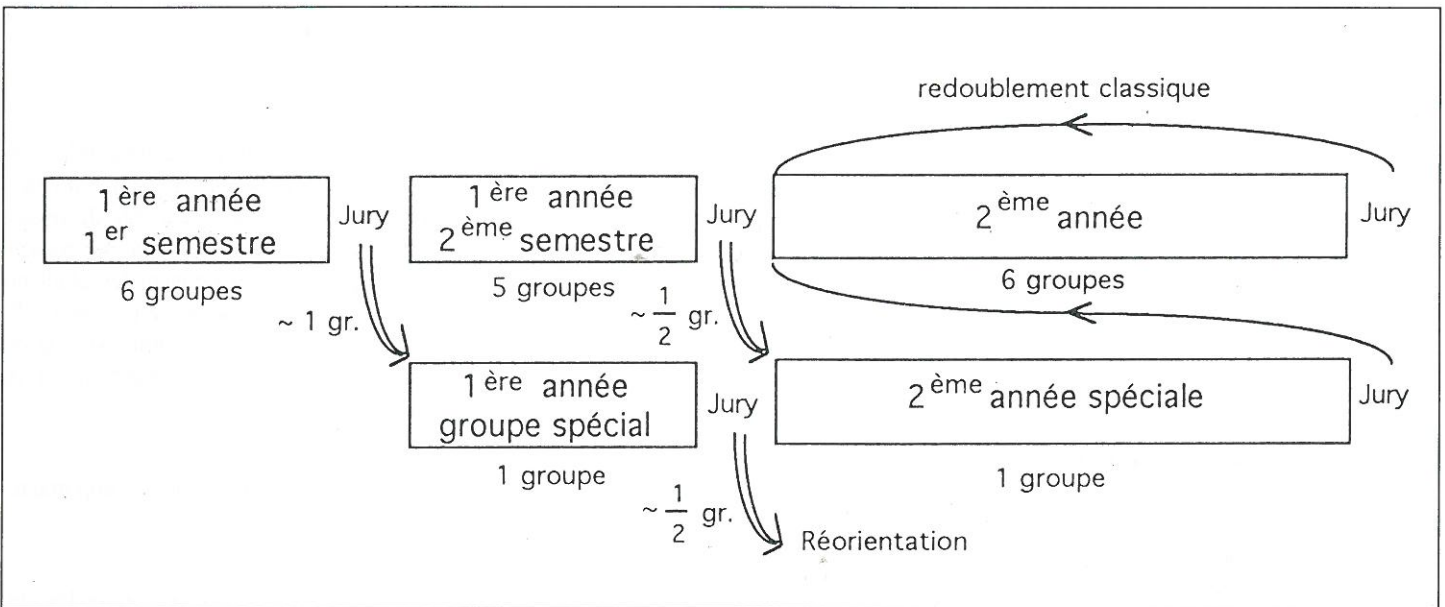 redoublement classique
1ère année
1er semestre
Jury
1ère année
2ème semestre
Jury
2ème année
Jury
6 groupes
5 groupes
6 groupes
~ 1 gr.
~ 1/2 gr.
1ère année
groupe spécial
Jury
2ème année spéciale
Jury
1 groupe
1 groupe
~ 1/2 gr.
Réorientation